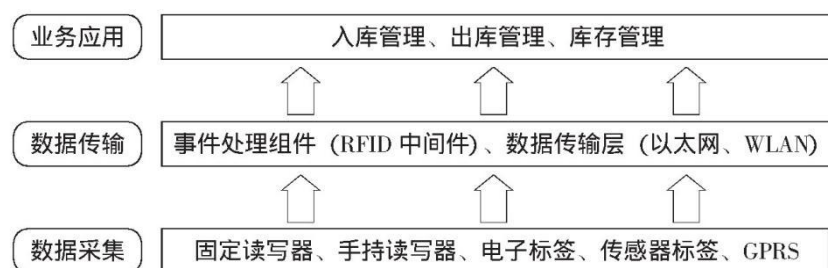 业务应用 入库管理、出库管理、库存管理
数据传输 事件处理组件 (RFID 中间件)、数据传输层 (以太网、WLAN)
数据采集 固定读写器、手持读写器、电子标签、传感器标签、GPRS